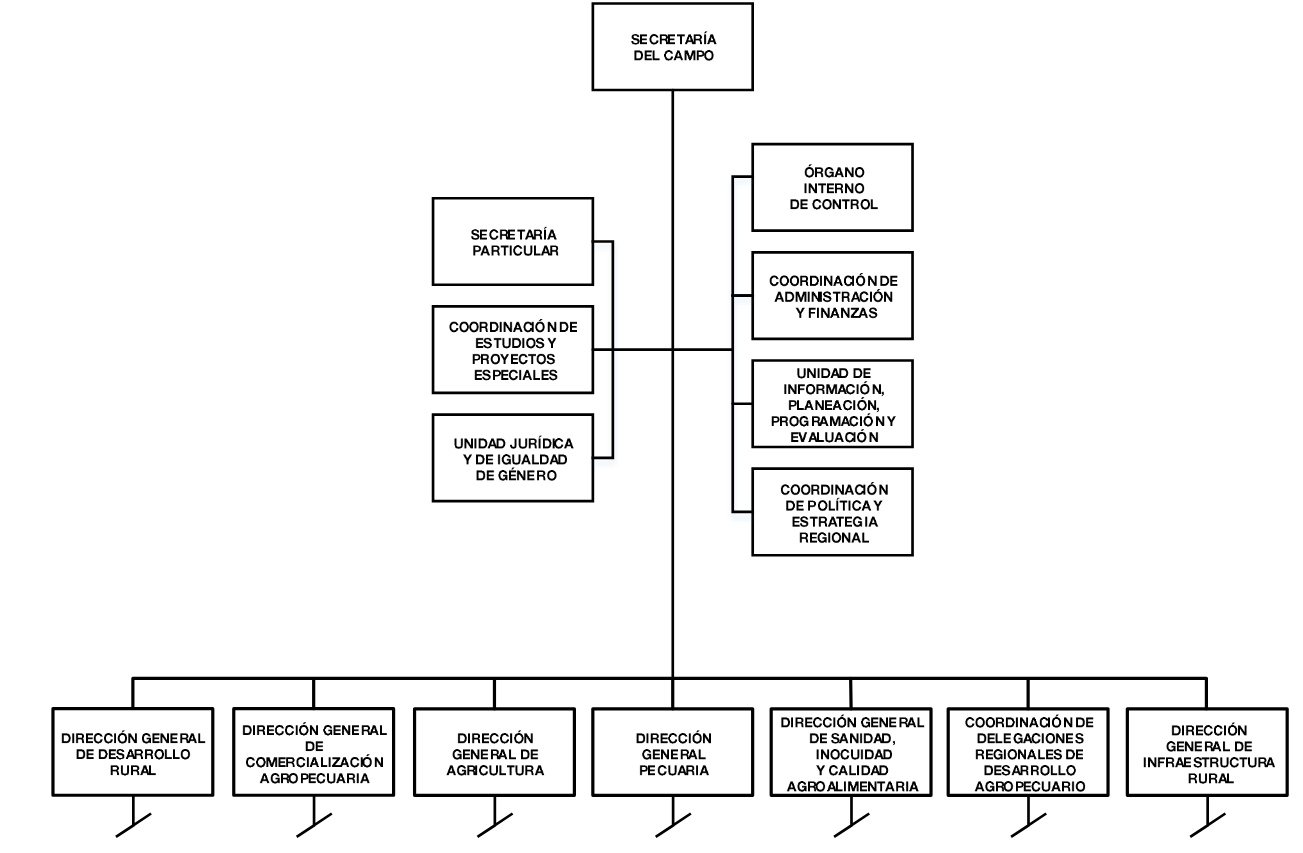 SECRETARÍA
DEL CAMPO
ÓRGANO
INTERNO
DE CONTROL
SECRETARÍA
PARTICULAR
COORDINACIÓN DE
ADMINISTRACIÓN
Y FINANZAS
COORDINACIÓN DE
ESTUDIOS Y
PROYECTOS
ESPECIALES
UNIDAD DE
INFORMACIÓN,
PLANEACIÓN,
PROGRAMACIÓN Y
EVALUACIÓN
UNIDAD JURÍDICA
Y DE IGUALDAD
DE GÉNERO
COORDINACIÓN
DE POLÍTICA Y
ESTRATEGIA
REGIONAL
DIRECCIÓN GENERAL
DE DESARROLLO
RURAL
DIRECCIÓN GENERAL
DE
COMERCIALIZACIÓN
AGROPECUARIA
DIRECCIÓN
GENERAL DE
AGRICULTURA
DIRECCIÓN
GENERAL
PECUARIA
DIRECCIÓN GENERAL
DE SANIDAD,
INOCUIDAD
Y CALIDAD
AGROALIMENTARIA
COORDINACIÓN DE
DELEGACIONES
REGIONALES DE
DESARROLLO
AGROPECUARIO
DIRECCIÓN
GENERAL DE
INFRAESTRUCTURA
RURAL